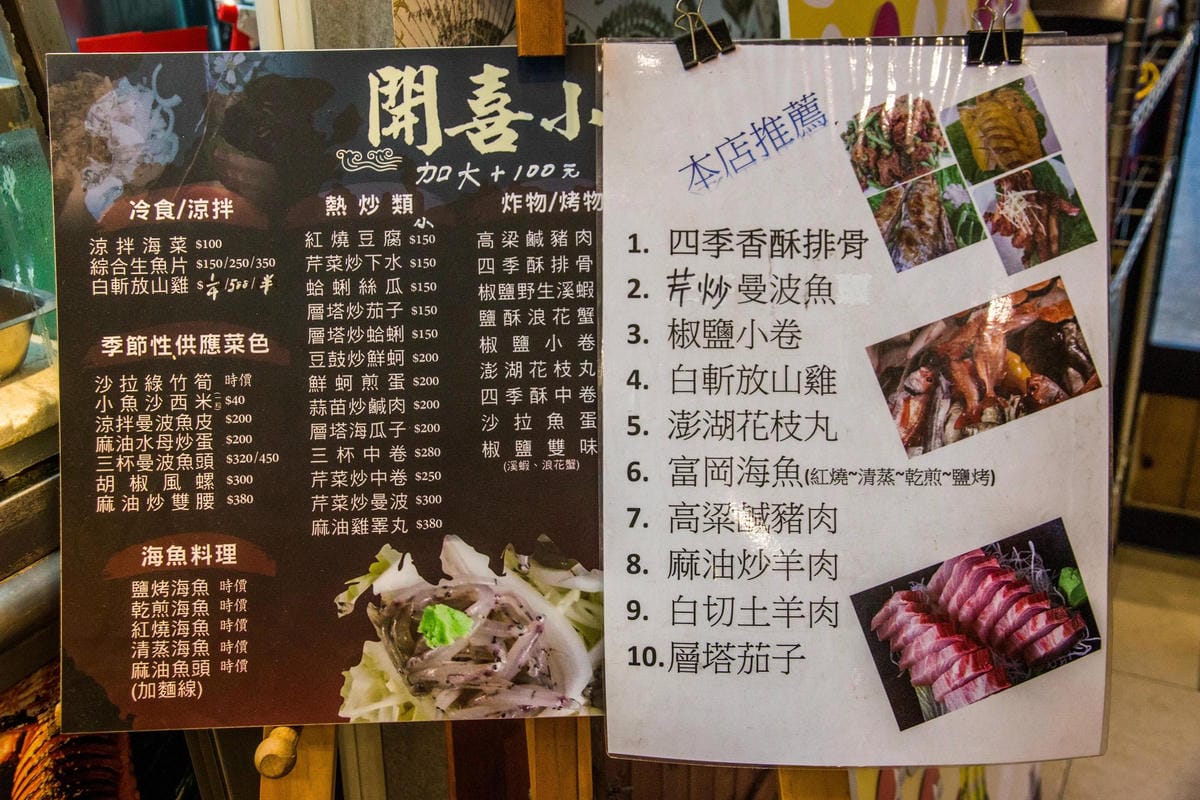 開喜小
加大+100元
冷食/涼拌
涼拌海菜 $100
綜合生魚片 $150/250/350
白斬放山雞 $ /500/半
季節性供應菜色
沙拉綠竹筍 時價
小魚沙西米 $40
涼拌曼波魚皮 $200
麻油水母炒蛋 $200
三杯曼波魚頭 $320/450
胡椒風螺 $300
麻油炒雙腰 $380
海魚料理
鹽烤海魚 時價
乾煎海魚 時價
紅燒海魚 時價
清蒸海魚 時價
麻油魚頭 時價
(加麵線)
熱炒類
小
紅燒豆腐 $150
芹菜炒下水 $150
蛤蜊絲瓜 $150
層塔炒茄子 $150
層塔炒蛤蜊 $150
豆鼓炒鮮蚵 $200
鮮蚵煎蛋 $200
蒜苗炒鹹肉 $200
層塔海瓜子 $200
三杯中卷 $280
芹菜炒中卷 $250
芹菜炒曼波 $300
麻油雞睪丸 $380
炸物/烤物
高梁鹹豬肉
四季酥排骨
椒鹽野生溪蝦
鹽酥浪花蟹
椒鹽小卷
澎湖花枝丸
四季酥中卷
沙拉魚蛋
椒鹽雙味
(溪蝦、浪花蟹)
本店推薦
1. 四季香酥排骨
2. 芹炒曼波魚
3. 椒鹽小卷
4. 白斬放山雞
5. 澎湖花枝丸
6. 富岡海魚(紅燒~清蒸~乾煎~鹽烤)
7. 高粱鹹豬肉
8. 麻油炒羊肉
9. 白切土羊肉
10. 層塔茄子